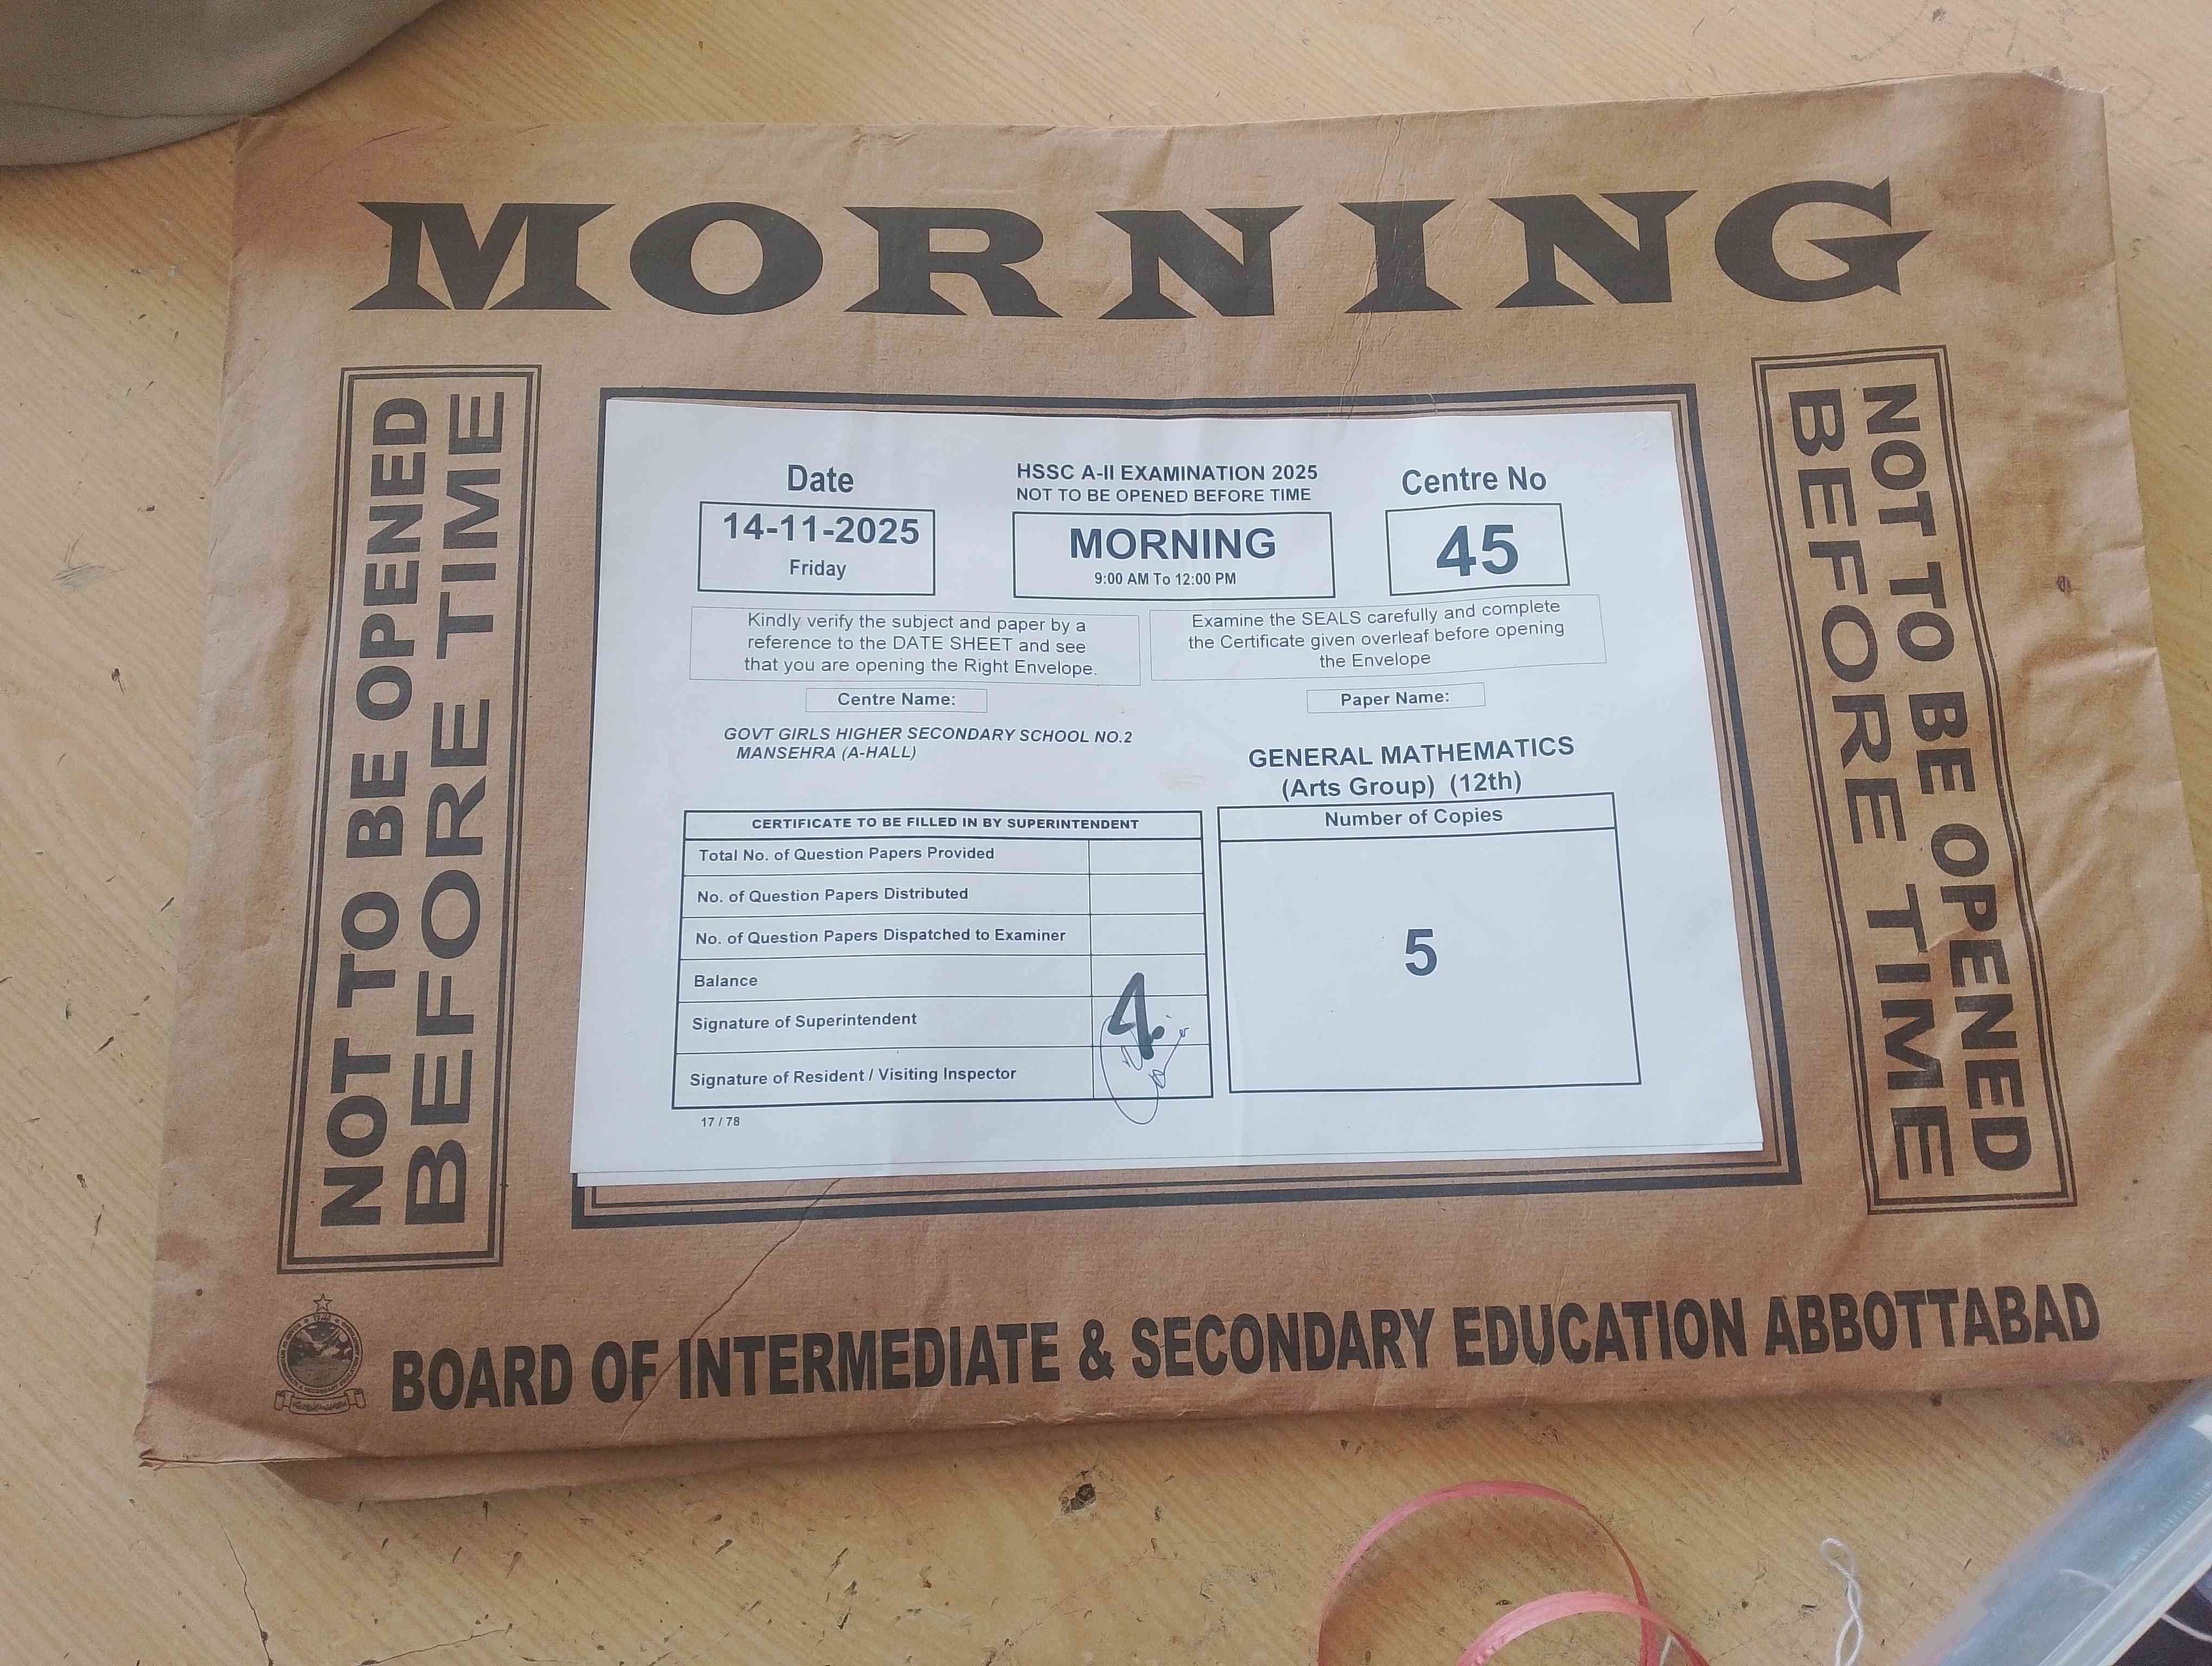 MORNING
NOT TO BE OPENED
BEFORE TIME
Date
14-11-2025
Friday
HSSC A-II EXAMINATION 2025
NOT TO BE OPENED BEFORE TIME
MORNING
9:00 AM To 12:00 PM
Centre No
45
Kindly verify the subject and paper by a
reference to the DATE SHEET and see
that you are opening the Right Envelope.
Examine the SEALS carefully and complete
the Certificate given overleaf before opening
the Envelope
Centre Name:
GOVT GIRLS HIGHER SECONDARY SCHOOL NO.2
MANSEHRA (A-HALL)
Paper Name:
GENERAL MATHEMATICS
(Arts Group) (12th)
CERTIFICATE TO BE FILLED IN BY SUPERINTENDENT
Total No. of Question Papers Provided
No. of Question Papers Distributed
No. of Question Papers Dispatched to Examiner
Balance
Signature of Superintendent
Signature of Resident / Visiting Inspector
Number of Copies
5
17 / 78
NOT TO BE OPENED
BEFORE TIME
BOARD OF INTERMEDIATE & SECONDARY EDUCATION ABBOTTABAD